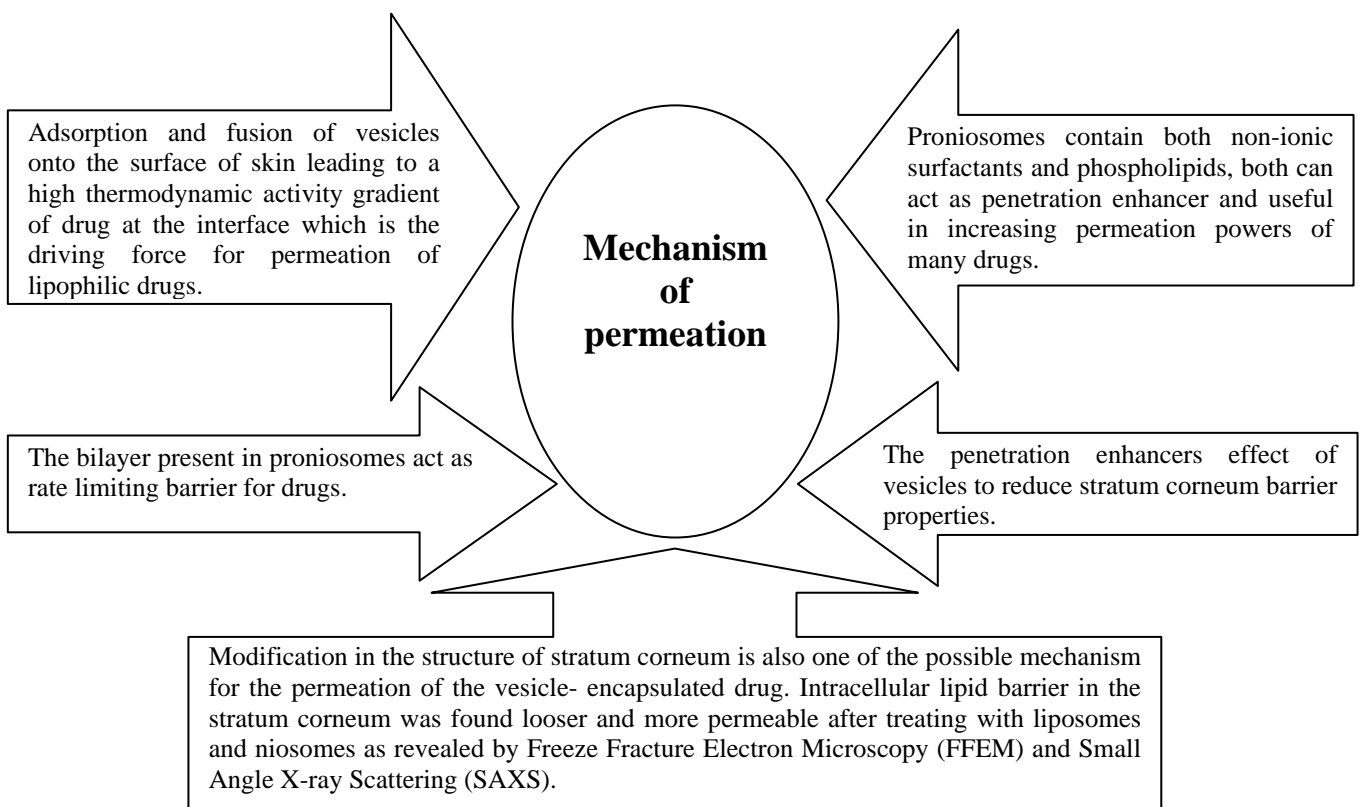 Adsorption and fusion of vesicles
onto the surface of skin leading to a
high thermodynamic activity gradient
of drug at the interface which is the
driving force for permeation of
lipophilic drugs.
Proniosomes contain both non-ionic
surfactants and phospholipids, both can
act as penetration enhancer and useful
in increasing permeation powers of
many drugs.
Mechanism
of
permeation
The bilayer present in proniosomes act as
rate limiting barrier for drugs.
The penetration enhancers effect of
vesicles to reduce stratum corneum barrier
properties.
Modification in the structure of stratum corneum is also one of the possible mechanism
for the permeation of the vesicle- encapsulated drug. Intracellular lipid barrier in the
stratum corneum was found looser and more permeable after treating with liposomes
and niosomes as revealed by Freeze Fracture Electron Microscopy (FFEM) and Small
Angle X-ray Scattering (SAXS).